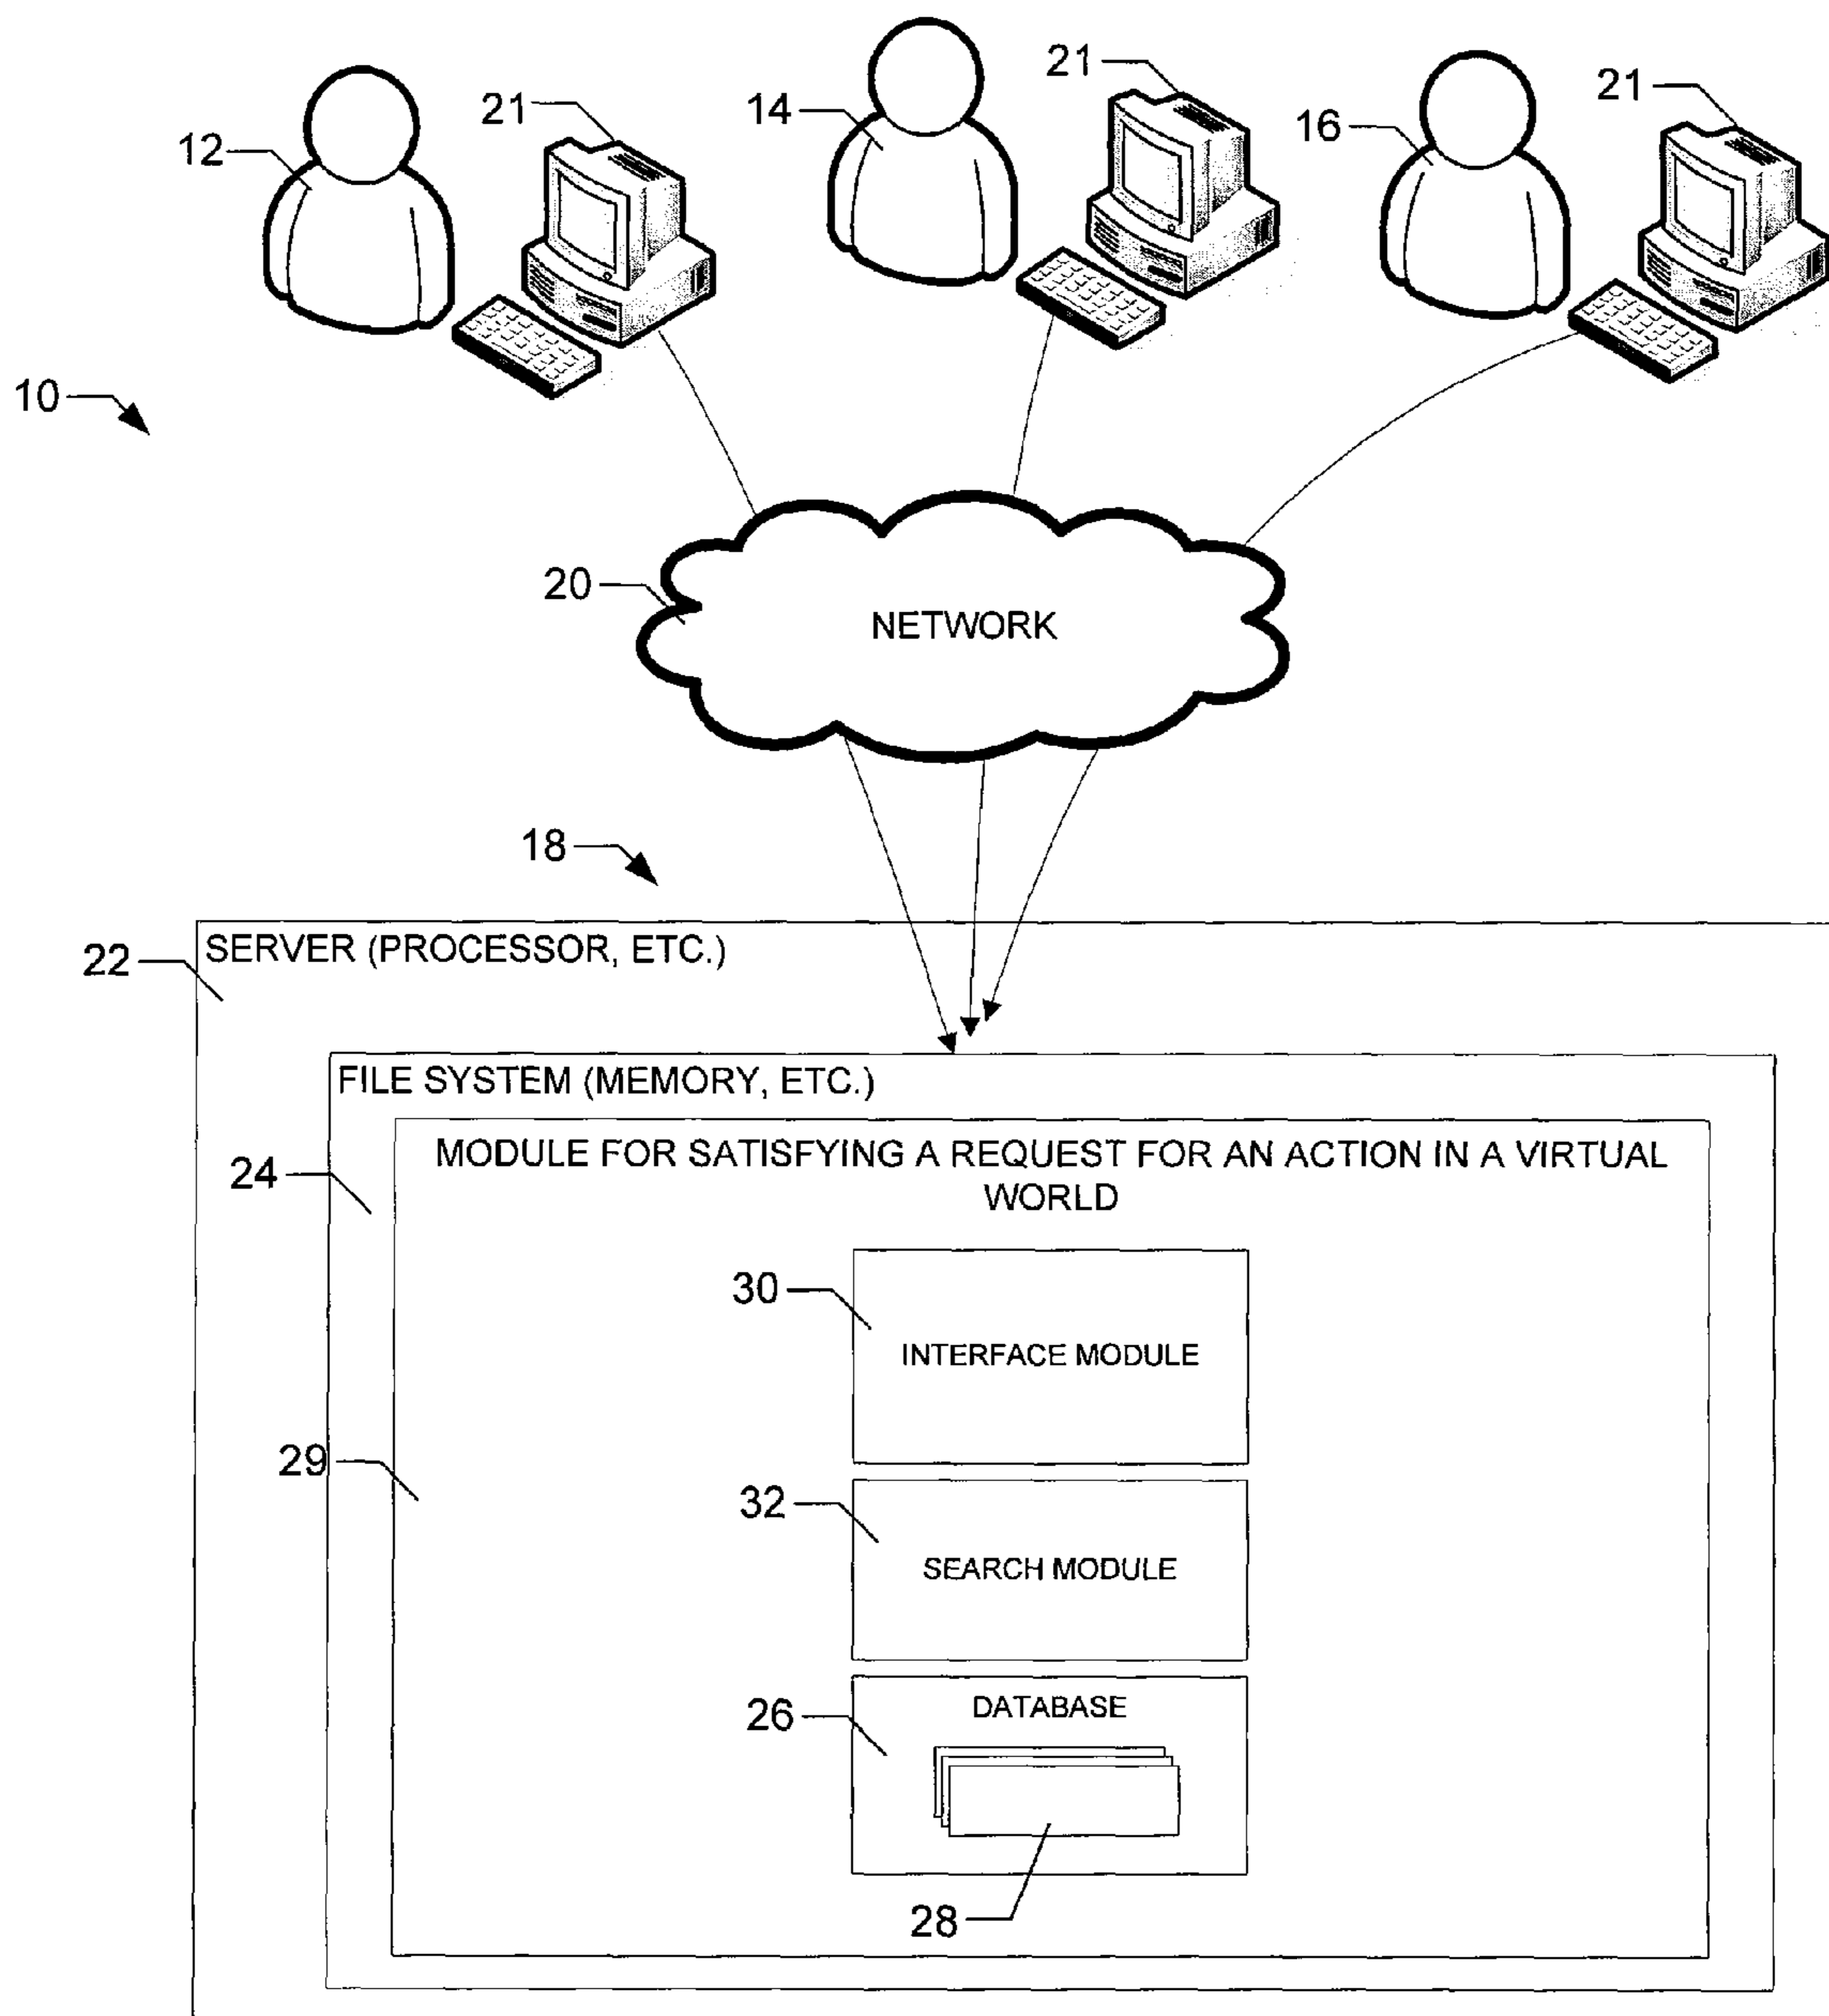 21
14
21
21
16
12
10
20
NETWORK
18
22
SERVER (PROCESSOR, ETC.)
FILE SYSTEM (MEMORY, ETC.)
24
MODULE FOR SATISFYING A REQUEST FOR AN ACTION IN A VIRTUAL
WORLD
30
INTERFACE MODULE
29
32
SEARCH MODULE
26
DATABASE
28